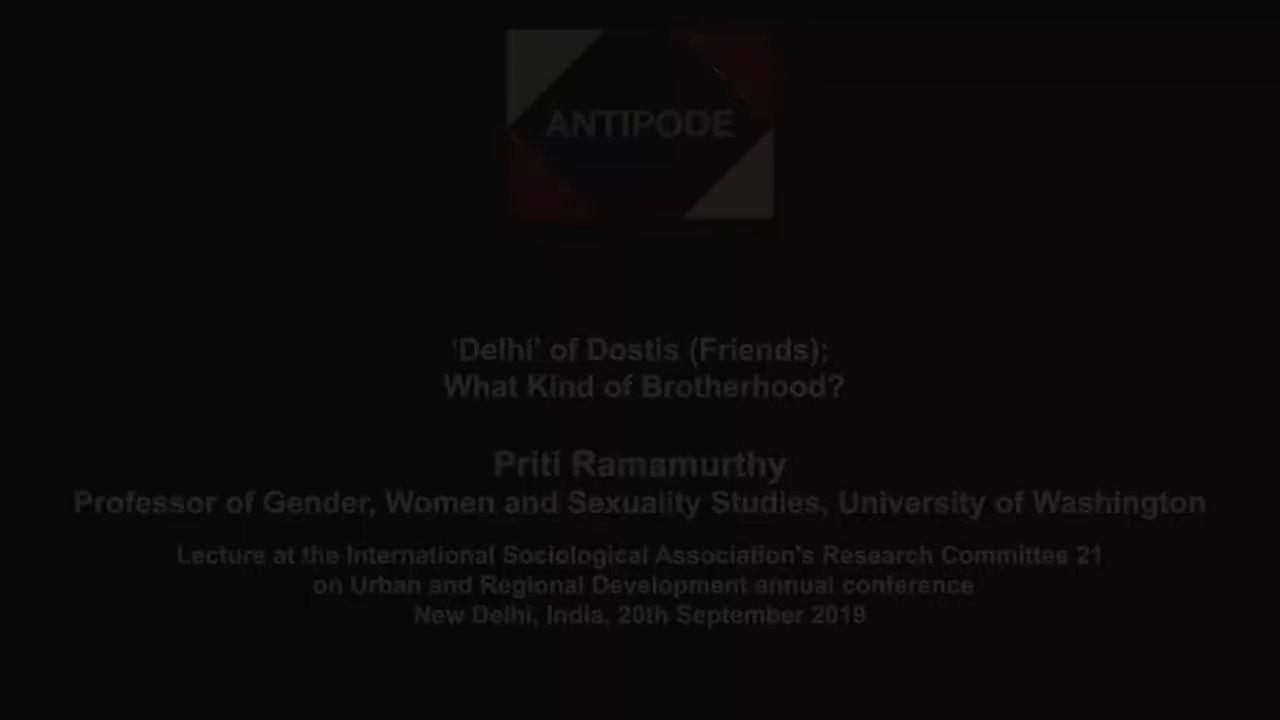 ANTIPODE
‘Delhi’ of Dostis (Friends):
What Kind of Brotherhood?
Priti Ramamurthy
Professor of Gender, Women and Sexuality Studies, University of Washington
Lecture at the International Sociological Association's Research Committee 21
on Urban and Regional Development annual conference
New Delhi, India, 20th September 2019